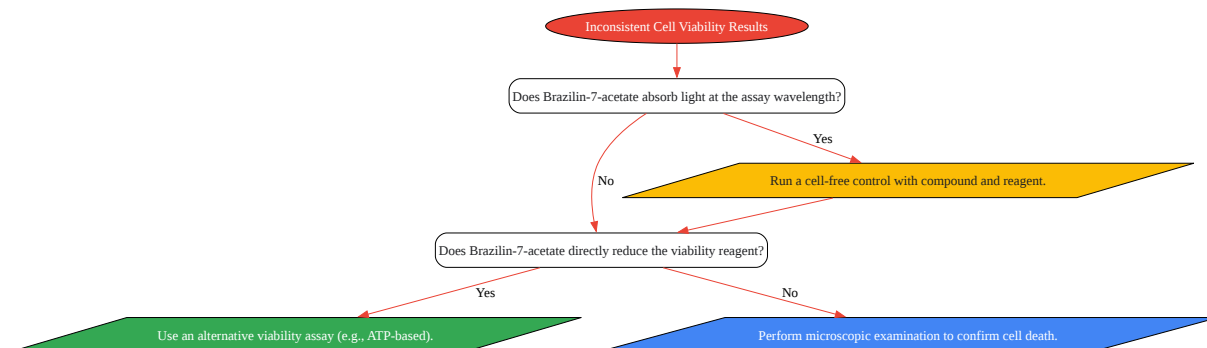 Inconsistent Cell Viability Results
Does Brazilin-7-acetate absorb light at the assay wavelength?
Yes
No
Run a cell-free control with compound and reagent.
Does Brazilin-7-acetate directly reduce the viability reagent?
Yes
No
Use an alternative viability assay (e.g., ATP-based).
Perform microscopic examination to confirm cell death.